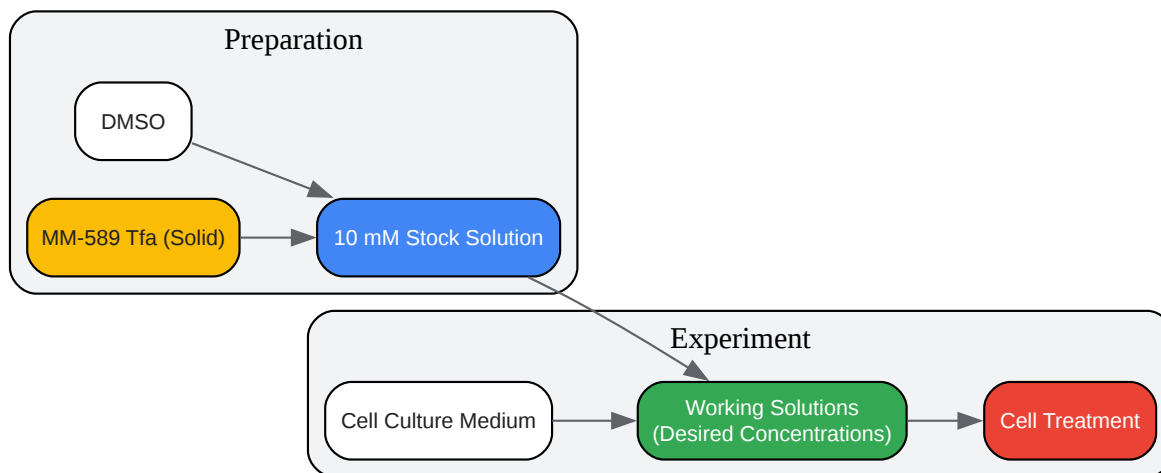 Preparation
DMSO
MM-589 Tfa (Solid)
10 mM Stock Solution
Experiment
Cell Culture Medium
Working Solutions
(Desired Concentrations)
Cell Treatment